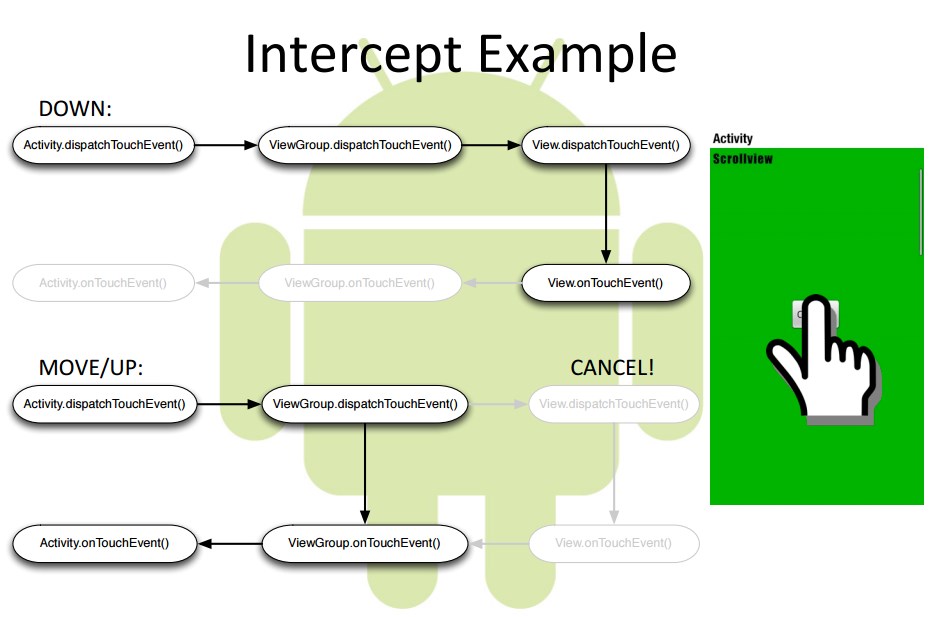 Intercept Example
DOWN:
Activity.dispatchTouchEvent()
ViewGroup.dispatchTouchEvent()
View.dispatchTouchEvent()
Activity
Scrollview
Activity.onTouchEvent()
ViewGroup.onTouchEvent()
View.onTouchEvent()
MOVE/UP:
CANCEL!
Activity.dispatchTouchEvent()
ViewGroup.dispatchTouchEvent()
View.dispatchTouchEvent()
Activity.onTouchEvent()
ViewGroup.onTouchEvent()
View.onTouchEvent()